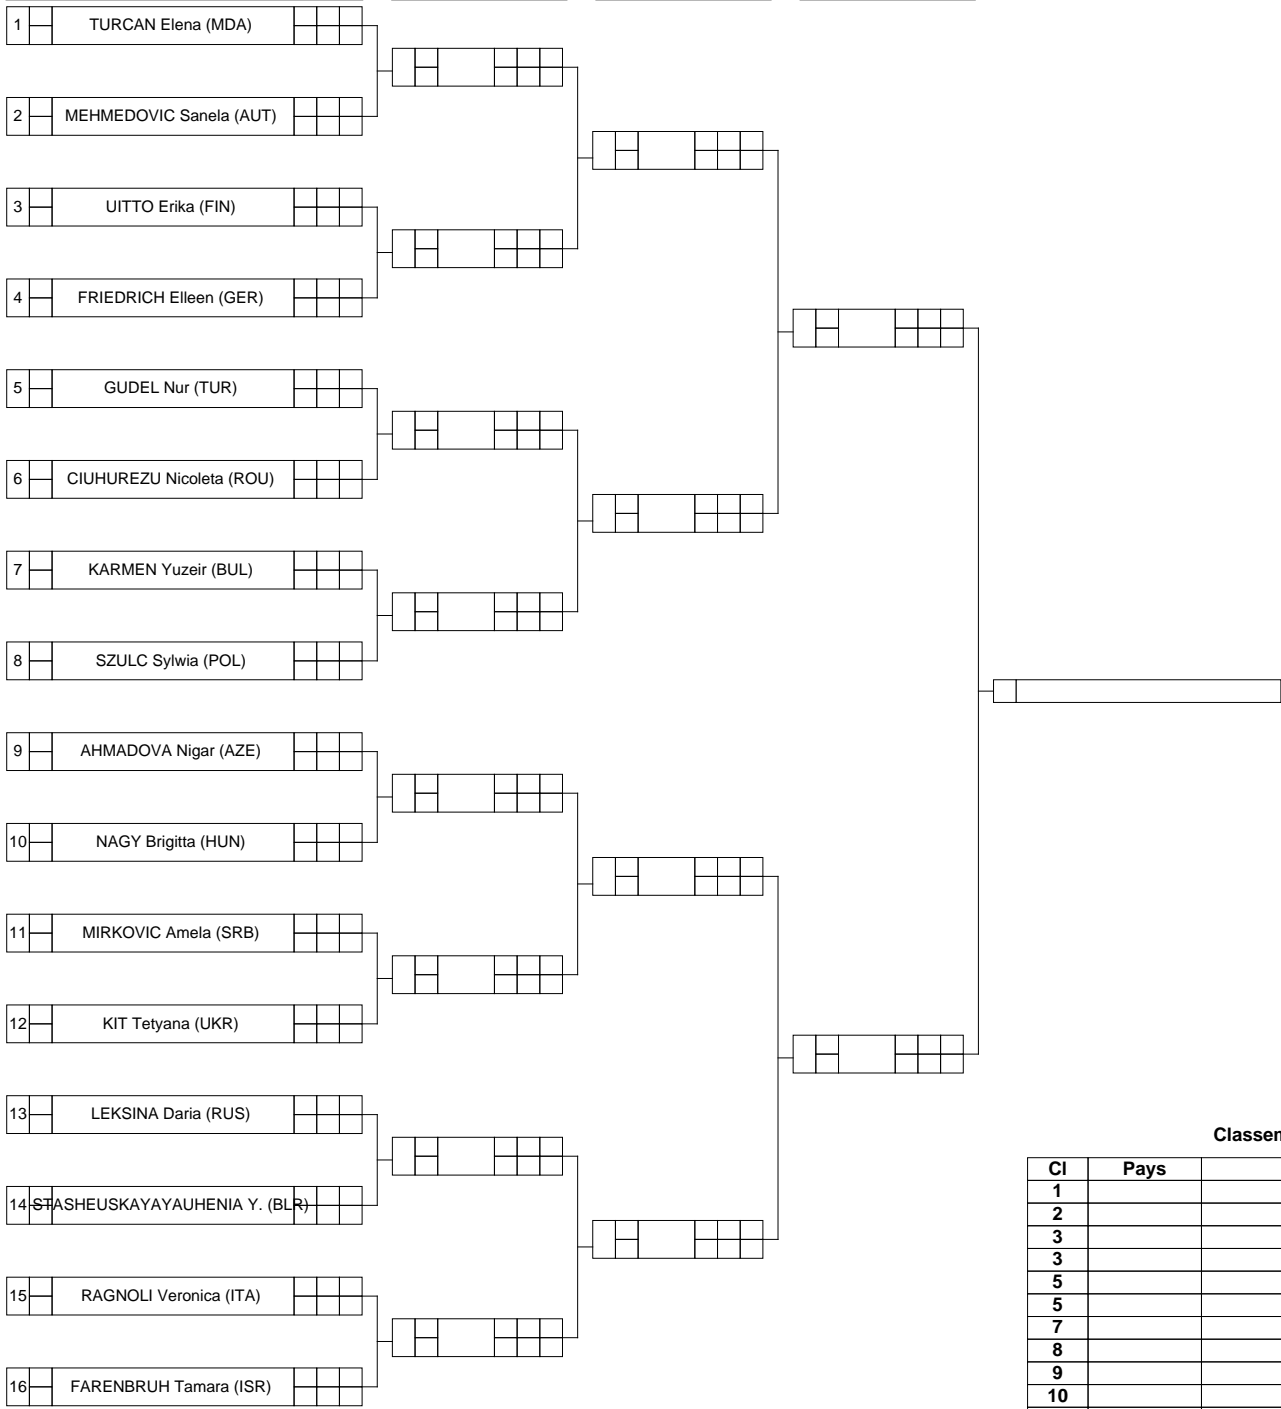 1 TURCAN Elena (MDA)
2 MEHMEDOVIC Sanela (AUT)
3 UITTO Erika (FIN)
4 FRIEDRICH Elleen (GER)
5 GUDEL Nur (TUR)
6 CIUHUREZU Nicoleta (ROU)
7 KARMEN Yuzeir (BUL)
8 SZULC Sylwia (POL)
9 AHMADOVA Nigar (AZE)
10 NAGY Brigitta (HUN)
11 MIRKOVIC Amela (SRB)
12 KIT Tetyana (UKR)
13 LEKSINA Daria (RUS)
14 STASHEUSKAYAYAUHENIA Y. (BLR)
15 RAGNOLI Veronica (ITA)
16 FARENBRUH Tamara (ISR)
Classem
Cl Pays
1
2
3
3
5
5
7
8
9
10